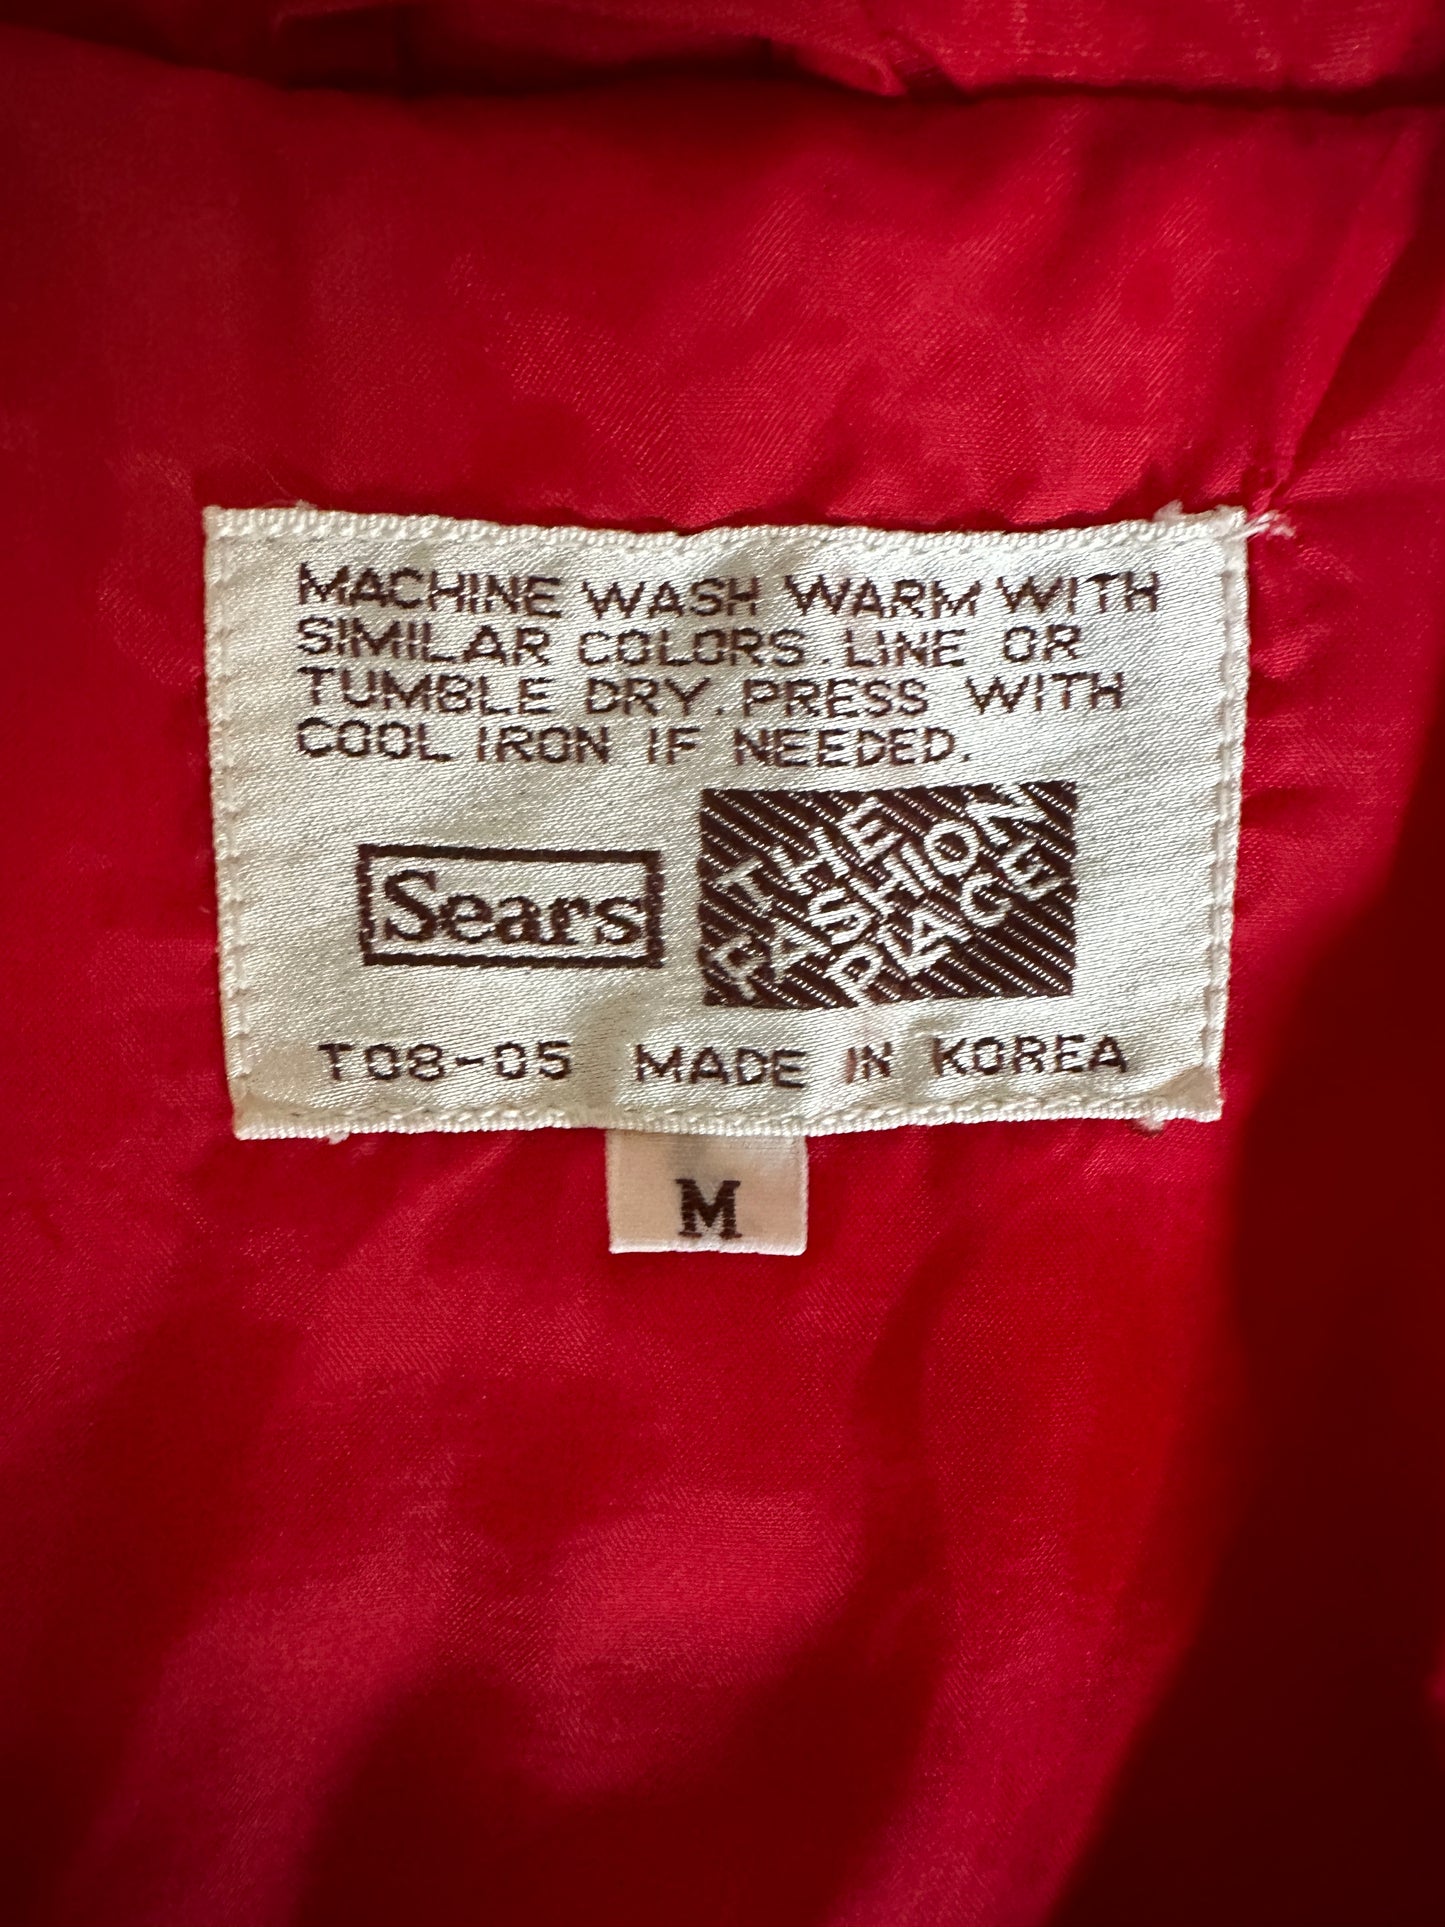 MACHINE WASH WARM WITH
SIMILAR COLORS. LINE OR
TUMBLE DRY. PRESS WITH
COOL IRON IF NEEDED.
Sears
THE
FASHION
PLACE
T08-05 MADE IN KOREA
M